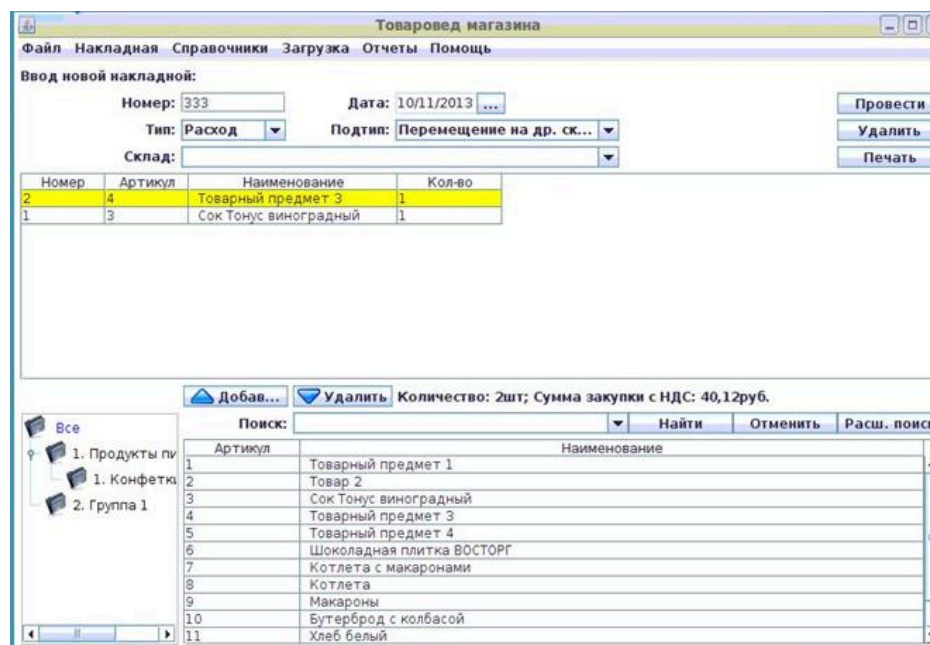 Товаровед магазина
Файл Накладная Справочники Загрузка Отчеты Помощь
Ввод новой накладной:
Номер: 333 Дата: 10/11/2013 ... Провести
Тип: Расход Подтип: Перемещение на др. ск... Удалить
Склад: Печать
Номер Артикул Наименование Кол-во
2 4 Товарный предмет 3 1
1 3 Сок Тонус виноградный 1
Добав... Удалить Количество: 2шт; Сумма закупки с НДС: 40,12руб.
Поиск: Найти Отменить Расш. поис
Все
1. Продукты пи
1. Конфетк
2. Группа 1
Артикул Наименование
1 Товарный предмет 1
2 Товар 2
3 Сок Тонус виноградный
4 Товарный предмет 3
5 Товарный предмет 4
6 Шоколадная плитка ВОСТОРГ
7 Котлета с макаронами
8 Котлета
9 Макароны
10 Бутерброд с колбасой
11 Хлеб белый